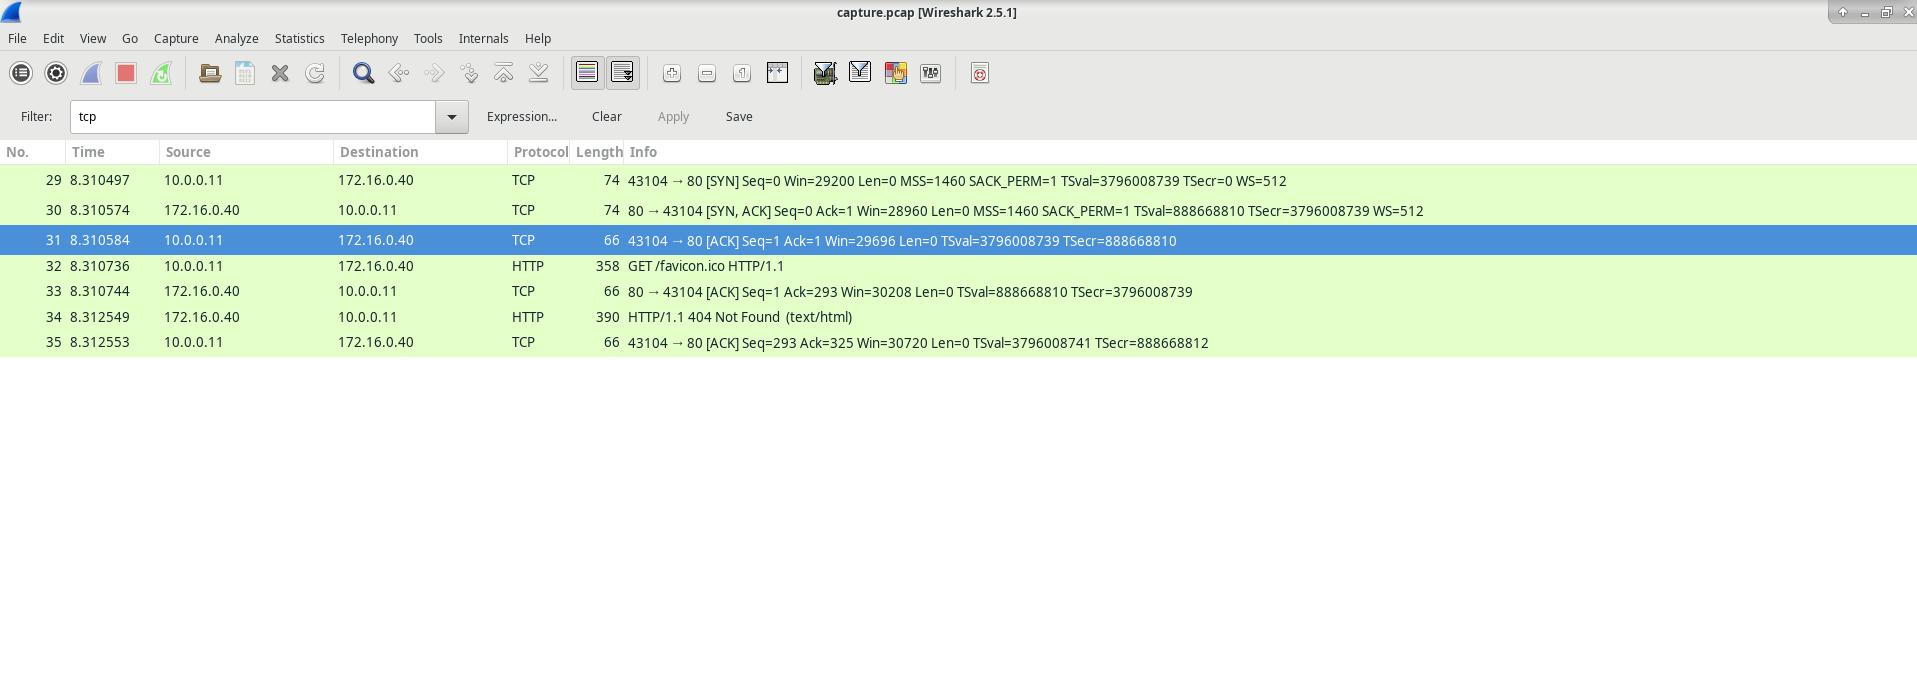 capture.pcap [Wireshark 2.5.1]
File Edit View Go Capture Analyze Statistics Telephony Tools Internals Help
Filter: tcp Expression... Clear Apply Save
No. Time Source Destination Protocol Length Info
29 8.310497 10.0.0.11 172.16.0.40 TCP 74 43104 → 80 [SYN] Seq=0 Win=29200 Len=0 MSS=1460 SACK_PERM=1 TSval=3796008739 TSecr=0 WS=512
30 8.310574 172.16.0.40 10.0.0.11 TCP 74 80 → 43104 [SYN, ACK] Seq=0 Ack=1 Win=28960 Len=0 MSS=1460 SACK_PERM=1 TSval=888668810 TSecr=3796008739 WS=512
31 8.310584 10.0.0.11 172.16.0.40 TCP 66 43104 → 80 [ACK] Seq=1 Ack=1 Win=29696 Len=0 TSval=3796008739 TSecr=888668810
32 8.310736 10.0.0.11 172.16.0.40 HTTP 358 GET /favicon.ico HTTP/1.1
33 8.310744 172.16.0.40 10.0.0.11 TCP 66 80 → 43104 [ACK] Seq=1 Ack=293 Win=30208 Len=0 TSval=888668810 TSecr=3796008739
34 8.312549 172.16.0.40 10.0.0.11 HTTP 390 HTTP/1.1 404 Not Found (text/html)
35 8.312553 10.0.0.11 172.16.0.40 TCP 66 43104 → 80 [ACK] Seq=293 Ack=325 Win=30720 Len=0 TSval=3796008741 TSecr=888668812